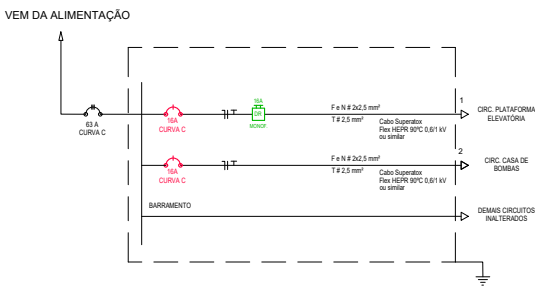 VEM DA ALIMENTAÇÃO
63 A
CURVA C
16A
CURVA C
16A
DR
MONOF.
F e N # 2x2,5 mm²
T # 2,5 mm²
Cabo Superatox
Flex HEPR 90ºC 0,6/1 kV
ou similar
1
CIRC. PLATAFORMA
ELEVATÓRIA
16A
CURVA C
F e N # 2x2,5 mm²
T # 2,5 mm²
Cabo Superatox
Flex HEPR 90ºC 0,6/1 kV
ou similar
2
CIRC. CASA DE
BOMBAS
BARRAMENTO
DEMAIS CIRCUITOS
INALTERADOS